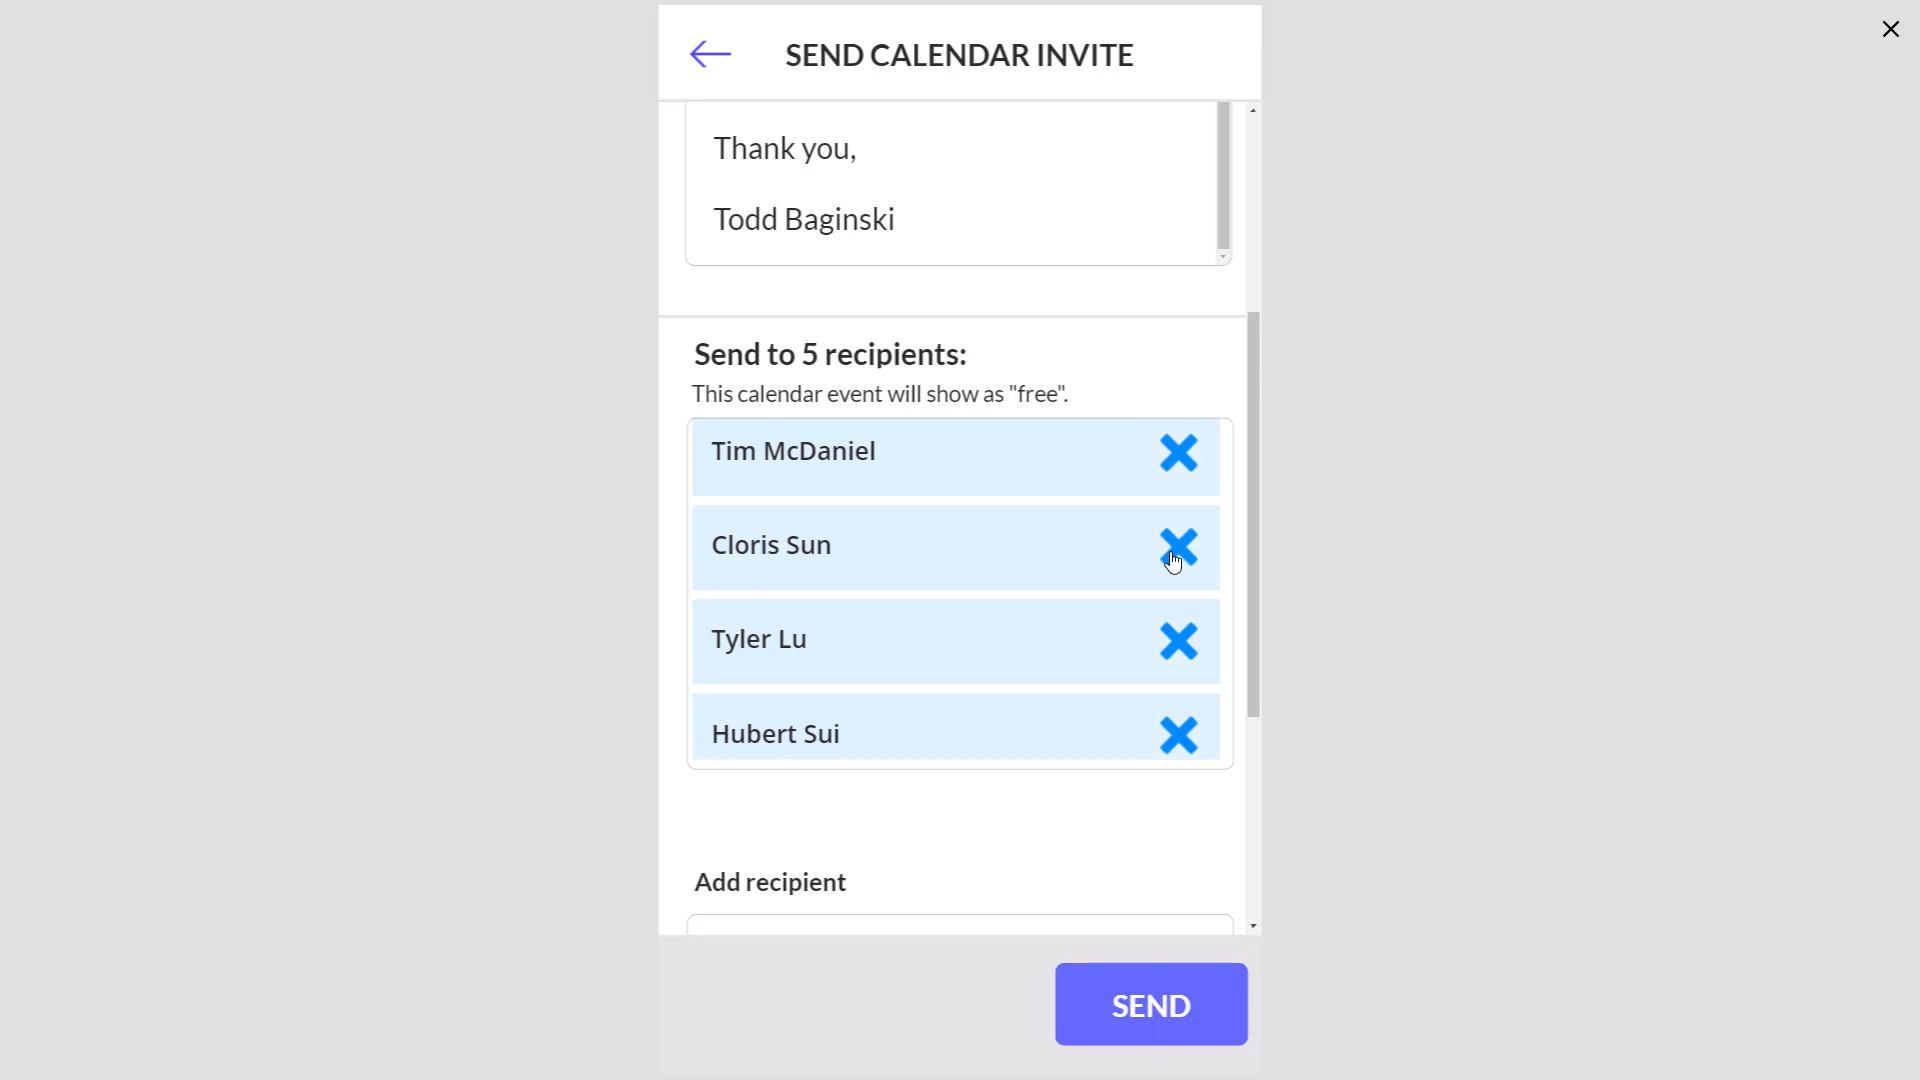 SEND CALENDAR INVITE
Thank you,
Todd Baginski
Send to 5 recipients:
This calendar event will show as "free".
Tim McDaniel
Cloris Sun
Tyler Lu
Hubert Sui
Add recipient
SEND